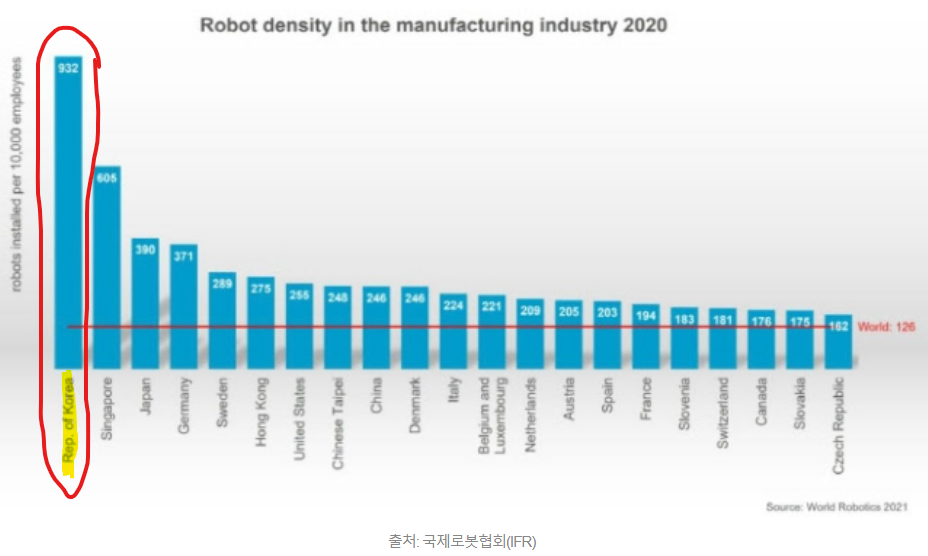 Robot density in the manufacturing industry 2020
robots installed per 10,000 employees
932
605
390
371
289
275
255
248
246
246
224
221
209
205
203
194
183
181
176
175
162
World: 126
Rep. of Korea
Singapore
Japan
Germany
Sweden
Hong Kong
United States
Chinese Taipei
China
Denmark
Italy
Belgium and
Luxembourg
Netherlands
Austria
Spain
France
Slovenia
Switzerland
Canada
Slovakia
Czech Republic
Source: World Robotics 2021
출처: 국제로봇협회(IFR)